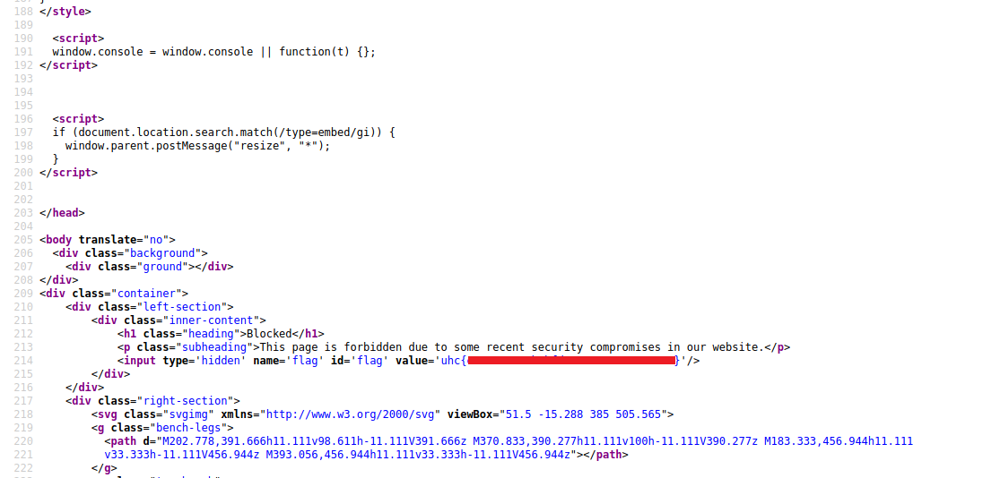 188 </style>
189
190 <script>
191 window.console = window.console || function(t) {};
192 </script>
193
194
195
196 <script>
197 if (document.location.search.match(/type=embed/gi)) {
198 window.parent.postMessage("resize", "*");
199 }
200 </script>
201
202
203 </head>
204
205 <body translate="no">
206 <div class="background">
207 <div class="ground"></div>
208 </div>
209 <div class="container">
210 <div class="left-section">
211 <div class="inner-content">
212 <h1 class="heading">Blocked</h1>
213 <p class="subheading">This page is forbidden due to some recent security compromises in our website.</p>
214 <input type='hidden' name='flag' id='flag' value='uhc{ }'/>
215 </div>
216 </div>
217 <div class="right-section">
218 <svg class="svgimg" xmlns="http://www.w3.org/2000/svg" viewBox="51.5 -15.288 385 505.565">
219 <g class="bench-legs">
220 <path d="M202.778,391.666h11.111v98.611h-11.111V391.666z M370.833,390.277h11.111v100h-11.111V390.277z M183.333,456.944h11.111
221 v33.333h-11.111V456.944z M393.056,456.944h11.111v33.333h-11.111V456.944z"></path>
222 </g>